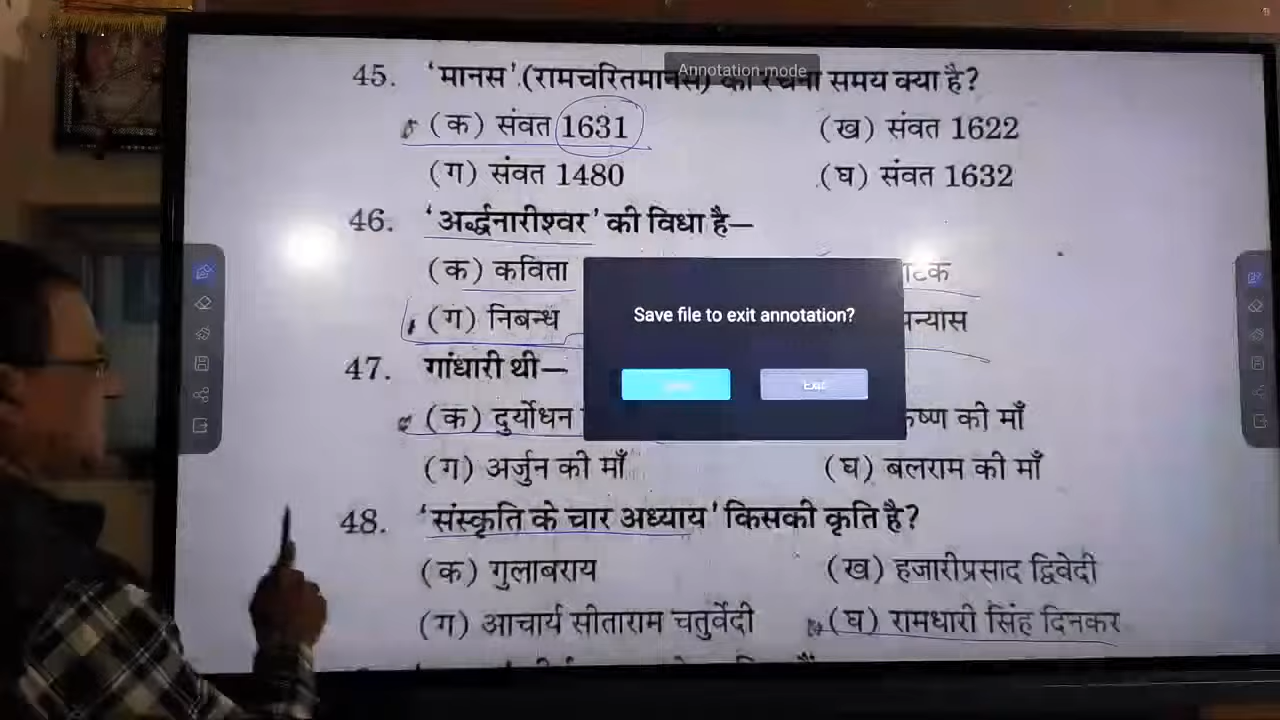 Annotation mode
45. 'मानस' (रामचरितमानस) का रचना समय क्या है?
(क) संवत 1631 (ख) संवत 1622
(ग) संवत 1480 (घ) संवत 1632
46. 'अर्द्धनारीश्वर' की विधा है—
(क) कविता
(ग) निबन्ध न्यास
Save file to exit annotation?
Exit
47. गांधारी थी—
(क) दुर्योधन ष्ण की माँ
(ग) अर्जुन की माँ (घ) बलराम की माँ
48. 'संस्कृति के चार अध्याय' किसकी कृति है?
(क) गुलाबराय (ख) हजारीप्रसाद द्विवेदी
(ग) आचार्य सीताराम चतुर्वेदी (घ) रामधारी सिंह दिनकर